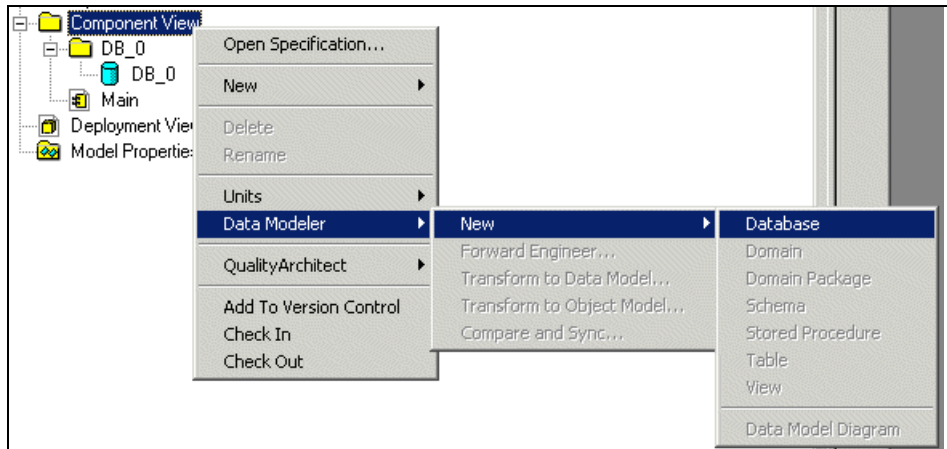 Component View
DB_0
DB_0
Main
Deployment Vie
Model Properties
Open Specification...
New
Delete
Rename
Units
Data Modeler
QualityArchitect
Add To Version Control
Check In
Check Out
New
Forward Engineer...
Transform to Data Model...
Transform to Object Model...
Compare and Sync...
Database
Domain
Domain Package
Schema
Stored Procedure
Table
View
Data Model Diagram